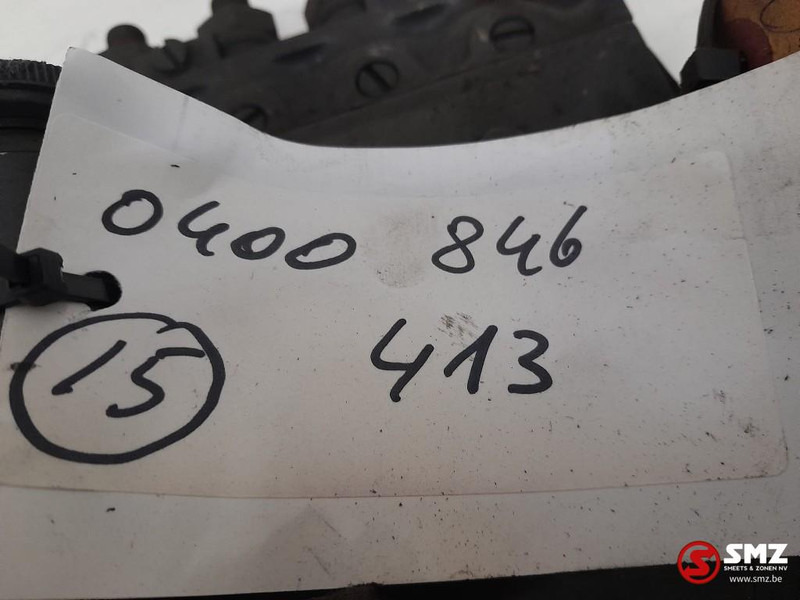 0400 846
413
15
SMZ
SMEETS & ZONEN NV
www.smz.be